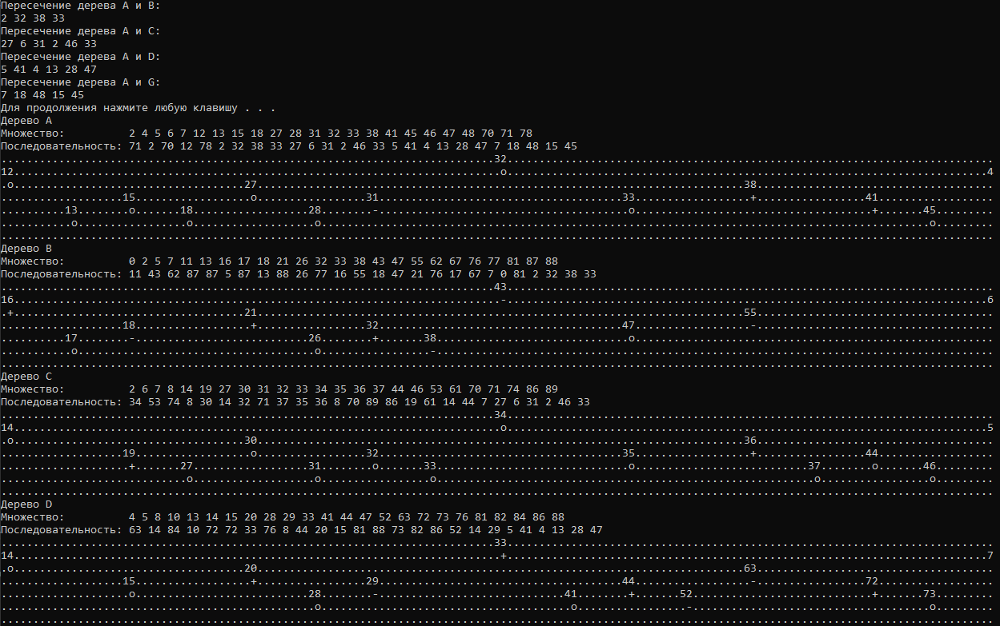 Пересечение дерева A и B:
2 32 38 33
Пересечение дерева A и C:
27 6 31 2 46 33
Пересечение дерева A и D:
5 41 4 13 28 47
Пересечение дерева A и G:
7 18 48 15 45
Для продолжения нажмите любую клавишу . . .
Дерево A
Множество:          2 4 5 6 7 12 13 15 18 27 28 31 32 33 38 41 45 46 47 48 70 71 78
Последовательность: 71 2 70 12 78 2 32 38 33 27 6 31 2 46 33 5 41 4 13 28 47 7 18 48 15 45
...32...
12...o...4
.o...27...38...
...15...o...31...33...+...41...
...13...o...18...28...-...o...+...45...
...o...o...o...o...
Дерево B
Множество:          0 2 5 7 11 13 16 17 18 21 26 32 33 38 43 47 55 62 67 76 77 81 87 88
Последовательность: 11 43 62 87 87 5 87 13 88 26 77 16 55 18 47 21 76 17 67 7 0 81 2 32 38 33
...43...
16...-...6
.+...21...55...
...18...+...32...47...-...
...17...-...26...+...38...o...
...o...o...-...
Дерево C
Множество:          2 6 7 8 14 19 27 30 31 32 33 34 35 36 37 44 46 53 61 70 71 74 86 89
Последовательность: 34 53 74 8 30 14 32 71 37 35 36 8 70 89 86 19 61 14 44 7 27 6 31 2 46 33
...34...
14...o...5
.o...30...36...
...19...o...32...35...+...44...
...+...27...31...o...33...o...37...o...46...
...o...o...o...o...o...
Дерево D
Множество:          4 5 8 10 13 14 15 20 28 29 33 41 44 47 52 63 72 73 76 81 82 84 86 88
Последовательность: 63 14 84 10 72 72 33 76 8 44 20 15 81 88 73 82 86 52 14 29 5 41 4 13 28 47
...33...
14...+...7
.o...20...63...
...15...+...29...44...-...72...
...o...28...-...41...+...52...+...73...
...o...o...-...o...